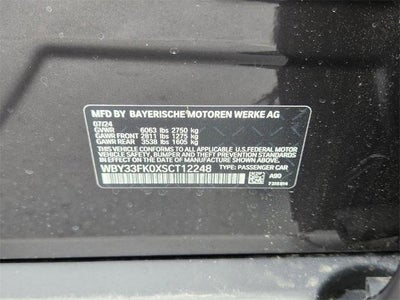 MFD BY BAYERISCHE MOTOREN WERKE AG
07/24
GVWR 6063 lbs 2750 kg
GAWR FRONT 2811 lbs 1275 kg
GAWR REAR 3538 lbs 1605 kg
THIS VEHICLE CONFORMS TO ALL APPLICABLE U.S. FEDERAL MOTOR
VEHICLE SAFETY, BUMPER AND THEFT PREVENTION STANDARDS
IN EFFECT ON THE DATE OF MANUFACTURE SHOWN ABOVE.
WBY33FK0XSCT12248 TYPE: PASSENGER CAR
A90